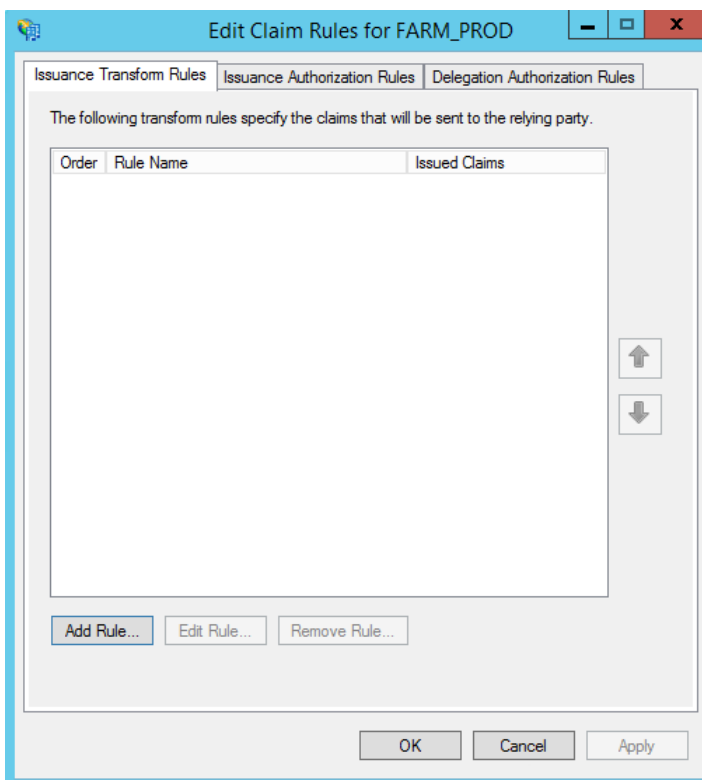 Edit Claim Rules for FARM_PROD
Issuance Transform Rules Issuance Authorization Rules Delegation Authorization Rules
The following transform rules specify the claims that will be sent to the relying party.
Order Rule Name Issued Claims
Add Rule... Edit Rule... Remove Rule...
OK Cancel Apply